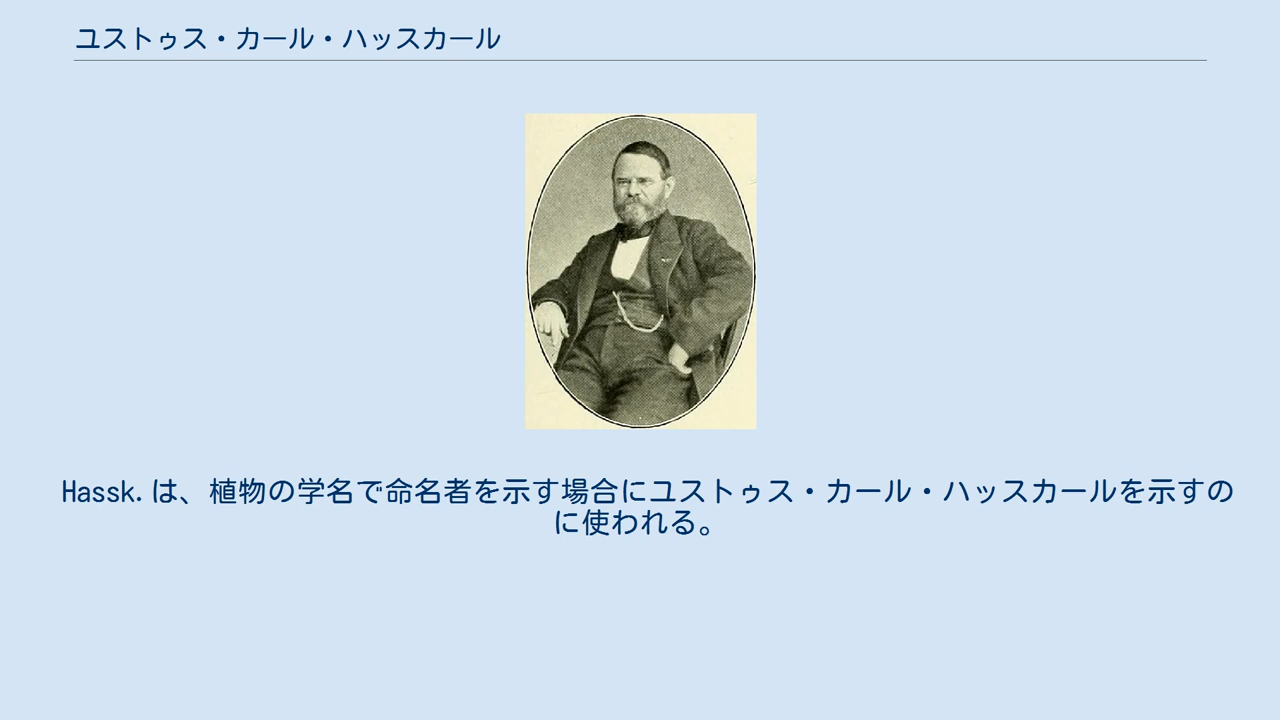 ユストゥス・カール・ハッスカール
Hassk. は、植物の学名で命名者を示す場合にユストゥス・カール・ハッスカールを示すの
に使われる。